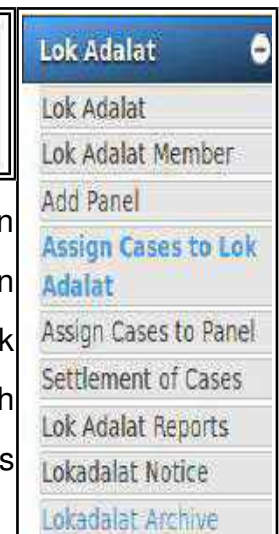 Lok Adalat
Lok Adalat
Lok Adalat Member
Add Panel
Assign Cases to Lok
Adalat
Assign Cases to Panel
Settlement of Cases
Lok Adalat Reports
Lokadalat Notice
Lokadalat Archive
n
n
k
h
s